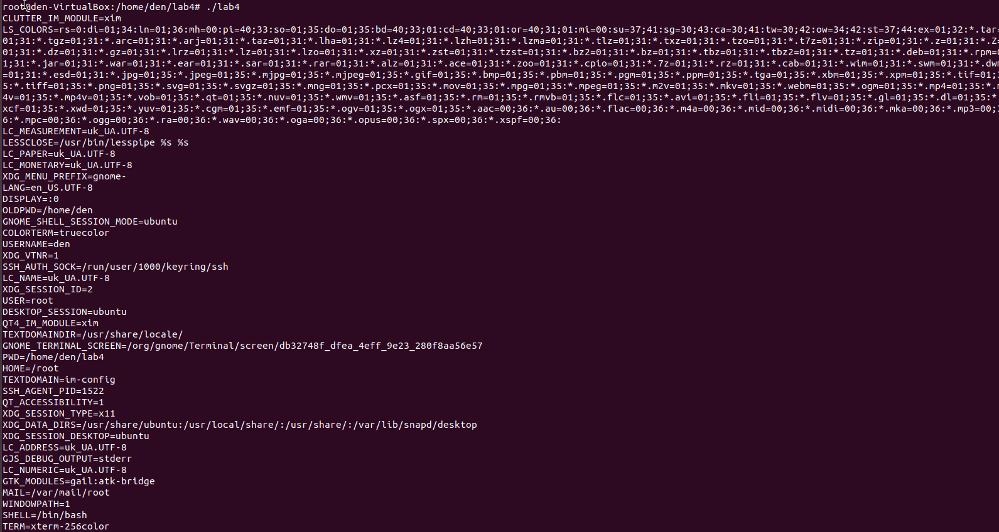 root@den-VirtualBox:/home/den/lab4# ./lab4
CLUTTER_IM_MODULE=xim
LS_COLORS=rs=0:di=01;34:ln=01;36:mh=00:pi=40;33:so=01;35:do=01;35:bd=40;33;01:cd=40;33;01:or=40;31;01:mi=00:su=37;41:sg=30;43:ca=30;41:tw=30;42:ow=34;42:st=37;44:ex=01;32:*.tar=
01;31:*.tgz=01;31:*.arc=01;31:*.arj=01;31:*.taz=01;31:*.lha=01;31:*.lz4=01;31:*.lzh=01;31:*.lzma=01;31:*.tlz=01;31:*.txz=01;31:*.tzo=01;31:*.t7z=01;31:*.zip=01;31:*.z=01;31:*.Z=
01;31:*.dz=01;31:*.gz=01;31:*.lrz=01;31:*.lz=01;31:*.lzo=01;31:*.xz=01;31:*.zst=01;31:*.tzst=01;31:*.bz2=01;31:*.bz=01;31:*.tbz=01;31:*.tbz2=01;31:*.tz=01;31:*.deb=01;31:*.rpm=0
1;31:*.jar=01;31:*.war=01;31:*.ear=01;31:*.sar=01;31:*.rar=01;31:*.alz=01;31:*.ace=01;31:*.zoo=01;31:*.cpio=01;31:*.7z=01;31:*.rz=01;31:*.cab=01;31:*.wim=01;31:*.swm=01;31:*.dwm
=01;31:*.esd=01;31:*.jpg=01;35:*.jpeg=01;35:*.mjpg=01;35:*.mjpeg=01;35:*.gif=01;35:*.bmp=01;35:*.pbm=01;35:*.pgm=01;35:*.ppm=01;35:*.tga=01;35:*.xbm=01;35:*.xpm=01;35:*.tif=01;3
5:*.tiff=01;35:*.png=01;35:*.svg=01;35:*.svgz=01;35:*.mng=01;35:*.pcx=01;35:*.mov=01;35:*.mpg=01;35:*.mpeg=01;35:*.m2v=01;35:*.mkv=01;35:*.webm=01;35:*.ogm=01;35:*.mp4=01;35:*.m
4v=01;35:*.mp4v=01;35:*.vob=01;35:*.qt=01;35:*.nuv=01;35:*.wmv=01;35:*.asf=01;35:*.rm=01;35:*.rmvb=01;35:*.flc=01;35:*.avi=01;35:*.fli=01;35:*.flv=01;35:*.gl=01;35:*.dl=01;35:*.
xcf=01;35:*.xwd=01;35:*.yuv=01;35:*.cgm=01;35:*.emf=01;35:*.ogv=01;35:*.ogx=01;35:*.aac=00;36:*.au=00;36:*.flac=00;36:*.m4a=00;36:*.mid=00;36:*.midi=00;36:*.mka=00;36:*.mp3=00;3
6:*.mpc=00;36:*.ogg=00;36:*.ra=00;36:*.wav=00;36:*.oga=00;36:*.opus=00;36:*.spx=00;36:*.xspf=00;36:
LC_MEASUREMENT=uk_UA.UTF-8
LESSCLOSE=/usr/bin/lesspipe %s %s
LC_PAPER=uk_UA.UTF-8
LC_MONETARY=uk_UA.UTF-8
XDG_MENU_PREFIX=gnome-
LANG=en_US.UTF-8
DISPLAY=:0
OLDPWD=/home/den
GNOME_SHELL_SESSION_MODE=ubuntu
COLORTERM=truecolor
USERNAME=den
XDG_VTNR=1
SSH_AUTH_SOCK=/run/user/1000/keyring/ssh
LC_NAME=uk_UA.UTF-8
XDG_SESSION_ID=2
USER=root
DESKTOP_SESSION=ubuntu
QT4_IM_MODULE=xim
TEXTDOMAINDIR=/usr/share/locale/
GNOME_TERMINAL_SCREEN=/org/gnome/Terminal/screen/db32748f_dfea_4eff_9e23_280f8aa56e57
PWD=/home/den/lab4
HOME=/root
TEXTDOMAIN=im-config
SSH_AGENT_PID=1522
QT_ACCESSIBILITY=1
XDG_SESSION_TYPE=x11
XDG_DATA_DIRS=/usr/share/ubuntu:/usr/local/share/:/usr/share/:/var/lib/snapd/desktop
XDG_SESSION_DESKTOP=ubuntu
LC_ADDRESS=uk_UA.UTF-8
GJS_DEBUG_OUTPUT=stderr
LC_NUMERIC=uk_UA.UTF-8
GTK_MODULES=gail:atk-bridge
MAIL=/var/mail/root
WINDOWPATH=1
SHELL=/bin/bash
TERM=xterm-256color